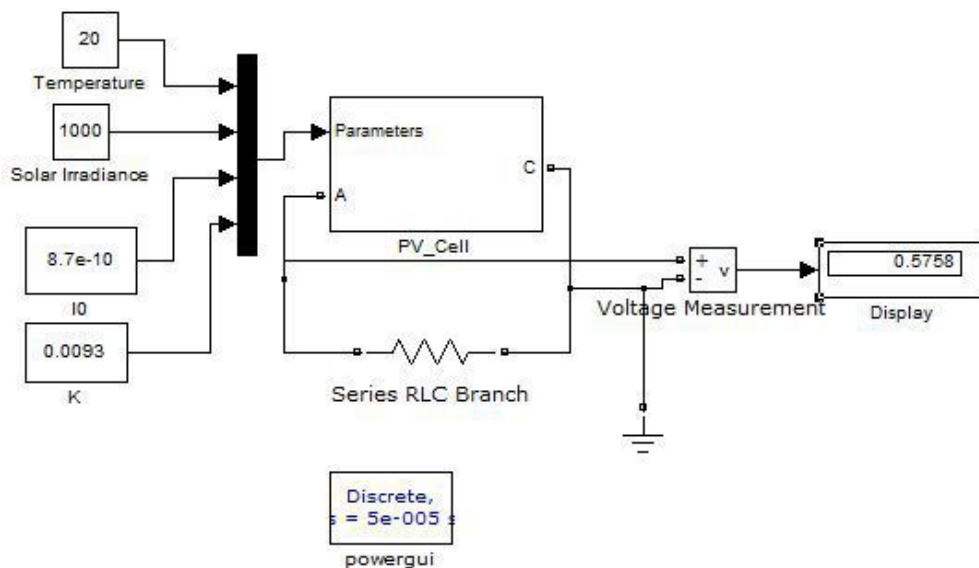 20
Temperature
1000
Solar Irradiance
8.7e-10
I0
0.0093
K
Parameters
A
C
PV_Cell
+
-
v
Voltage Measurement
0.5758
Display
Series RLC Branch
Discrete,
s = 5e-005 s
powergui